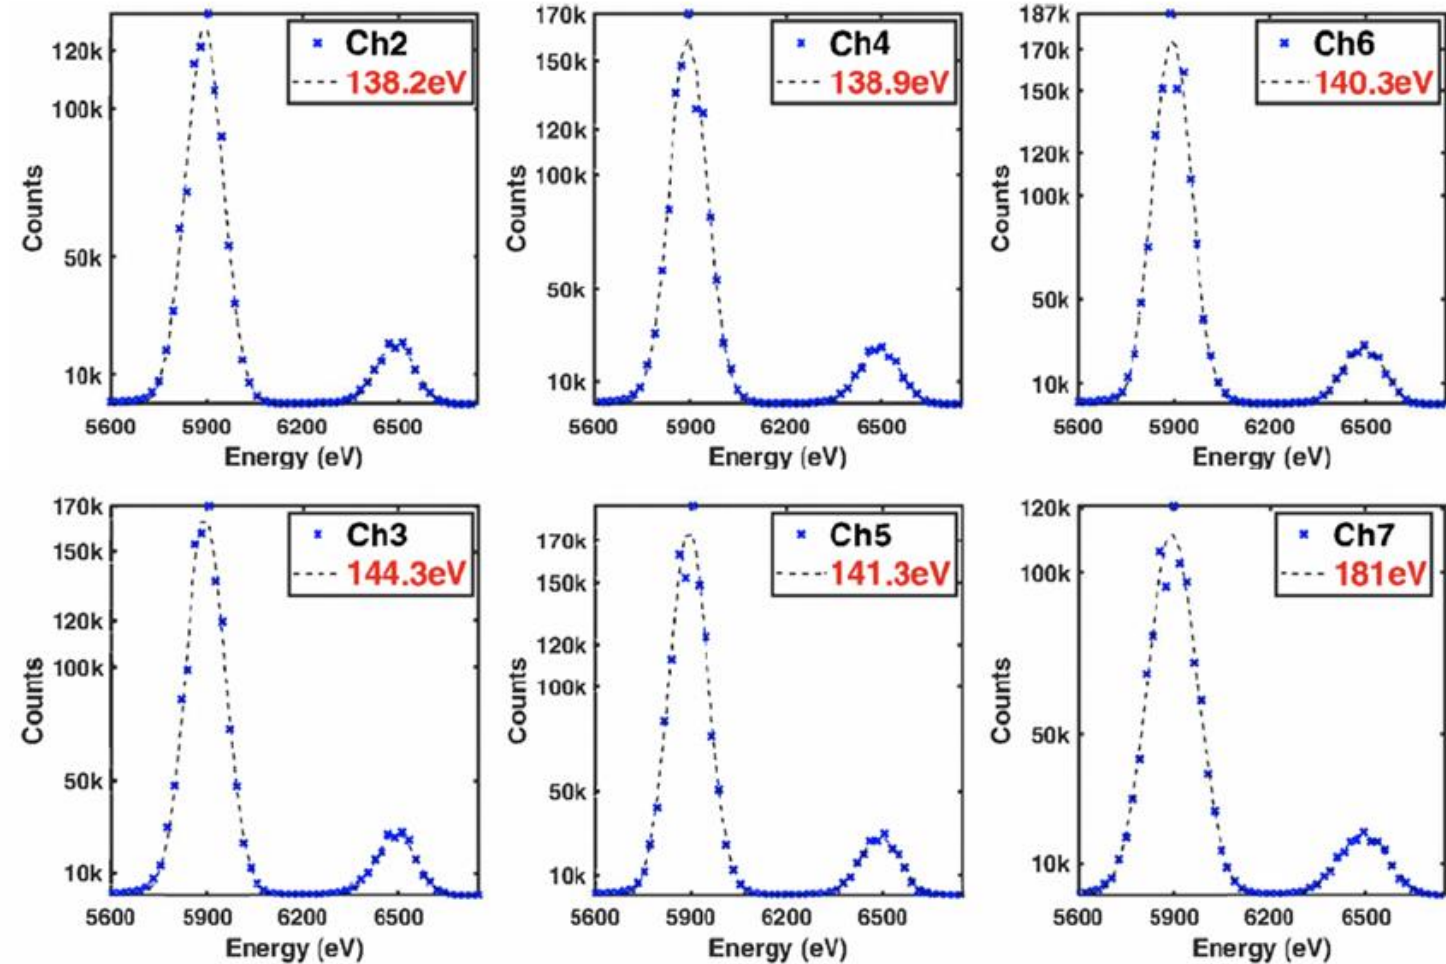 120k
100k
50k
10k
Counts
Ch2
138.2eV
5600 5900 6200 6500
Energy (eV)
170k
150k
120k
100k
50k
10k
Counts
Ch4
138.9eV
5600 5900 6200 6500
Energy (eV)
187k
170k
150k
120k
100k
50k
10k
Counts
Ch6
140.3eV
5600 5900 6200 6500
Energy (eV)
170k
150k
120k
100k
50k
10k
Counts
Ch3
144.3eV
5600 5900 6200 6500
Energy (eV)
170k
150k
120k
100k
50k
10k
Counts
Ch5
141.3eV
5600 5900 6200 6500
Energy (eV)
120k
100k
50k
10k
Counts
Ch7
181eV
5600 5900 6200 6500
Energy (eV)